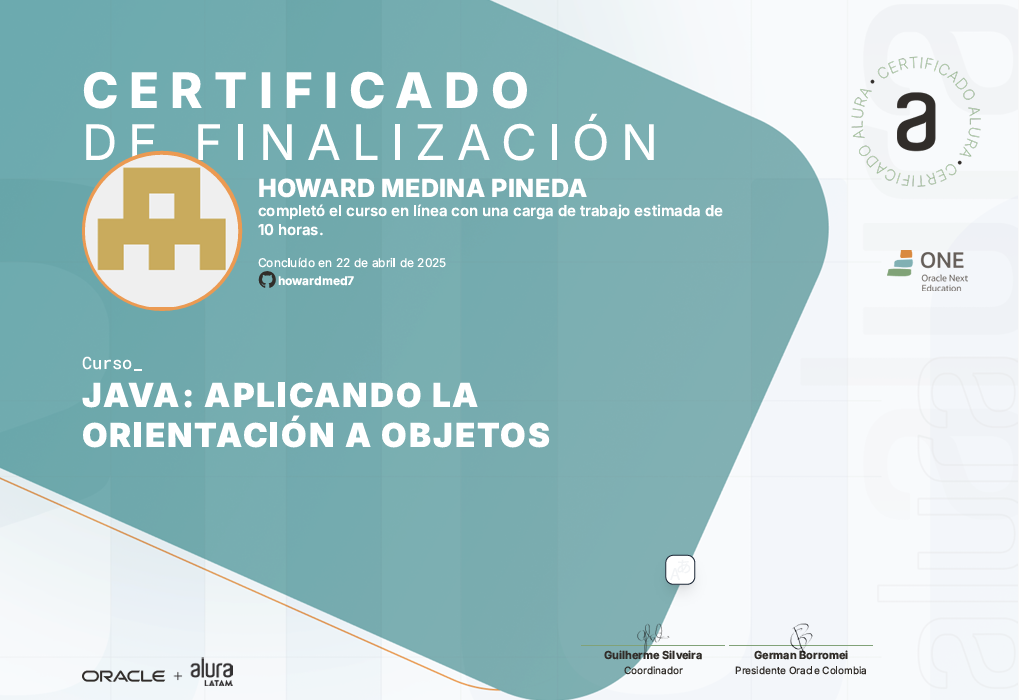 CERTIFICADO
DE FINALIZACIÓN
HOWARD MEDINA PINEDA
completó el curso en línea con una carga de trabajo estimada de
10 horas.
Concluído en 22 de abril de 2025
howardmed7
Curso_
JAVA: APLICANDO LA
ORIENTACIÓN A OBJETOS
CERTIFICADO ALURA • CERTIFICADO ALURA •
a
ONE
Oracle Next
Education
alura
alura
Guilherme Silveira
Coordinador
German Borromei
Presidente Oracle Colombia
ORACLE + alura
LATAM